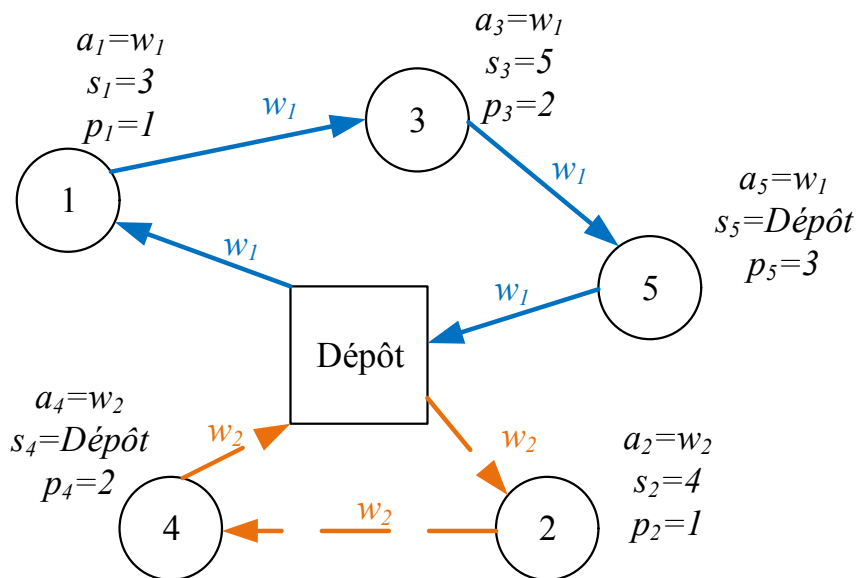 a₁=w₁
s₁=3
p₁=1
a₃=w₁
s₃=5
p₃=2
w₁
3
1
w₁
a₅=w₁
s₅=Dépôt
p₅=3
w₁
w₁
5
Dépôt
a₄=w₂
s₄=Dépôt
p₄=2
w₂
w₂
a₂=w₂
s₂=4
p₂=1
4
w₂
2